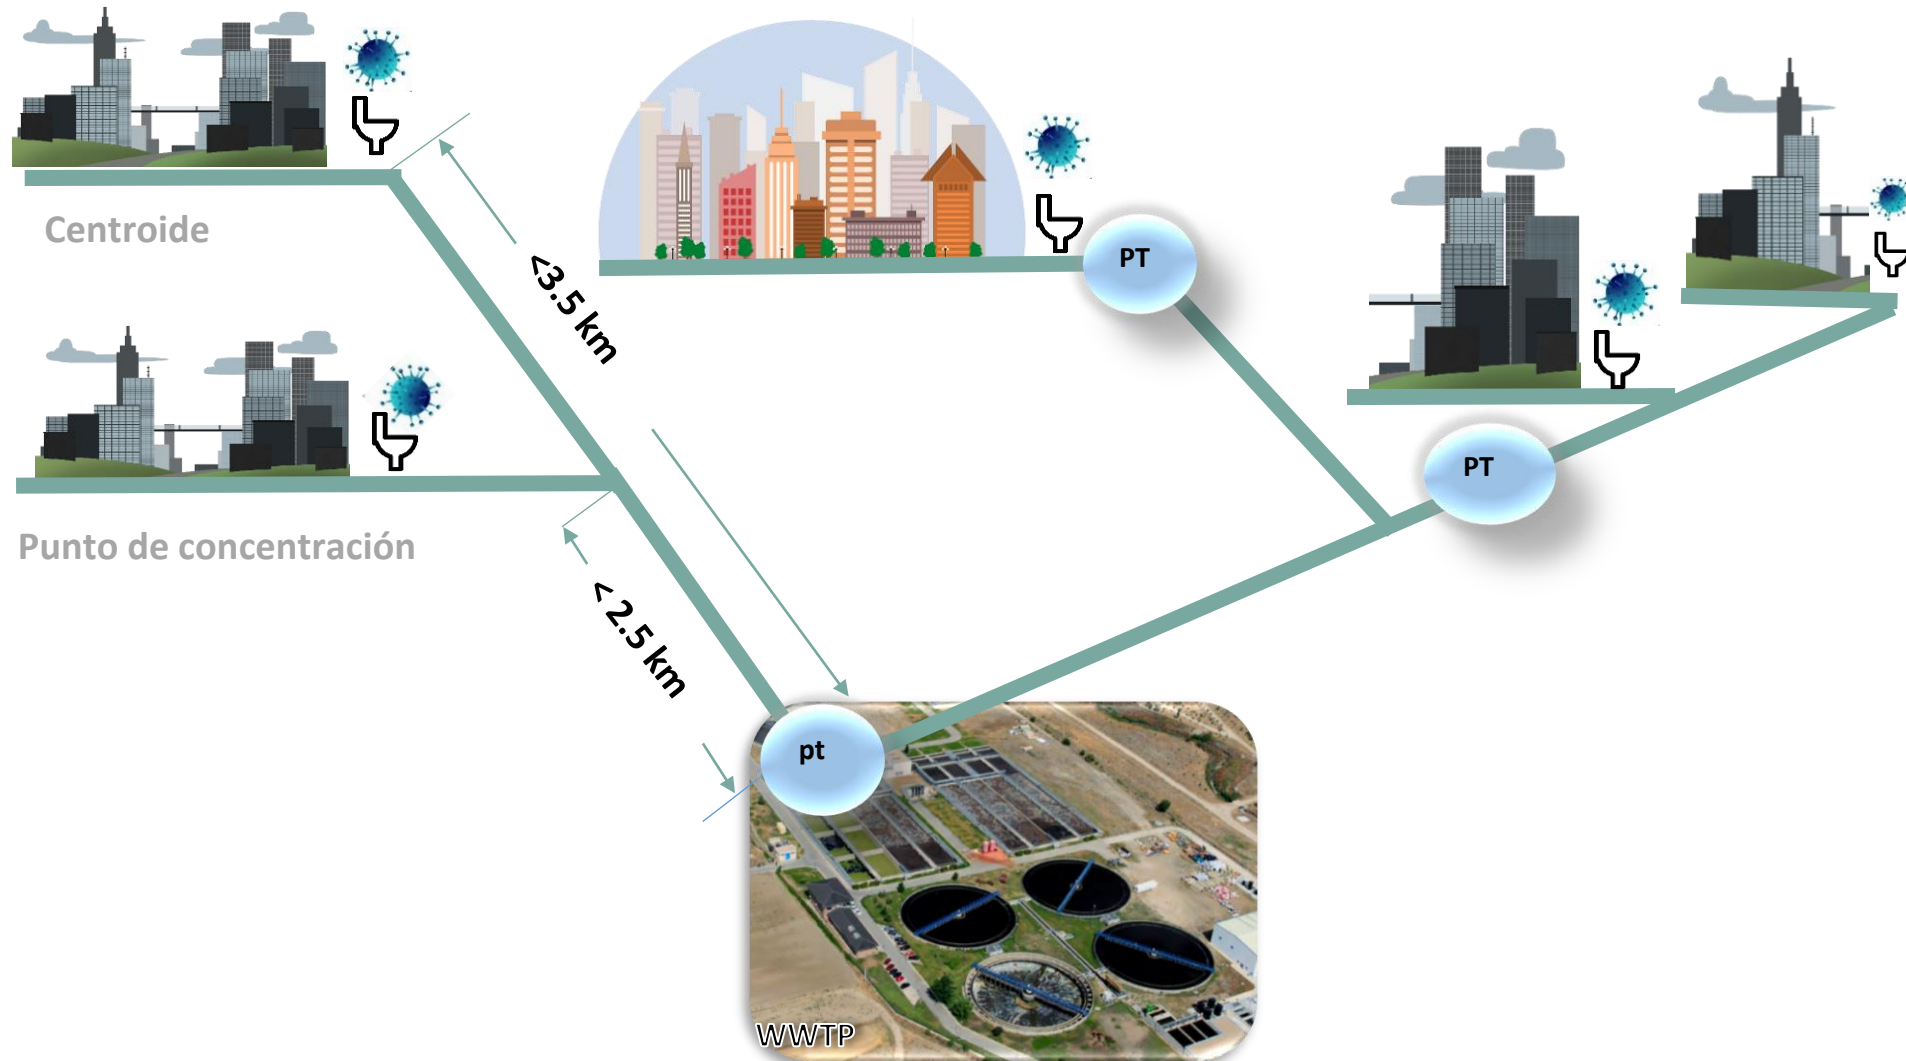 Centroide
<3.5 km
PT
PT
Punto de concentración
< 2.5 km
pt
WWTP